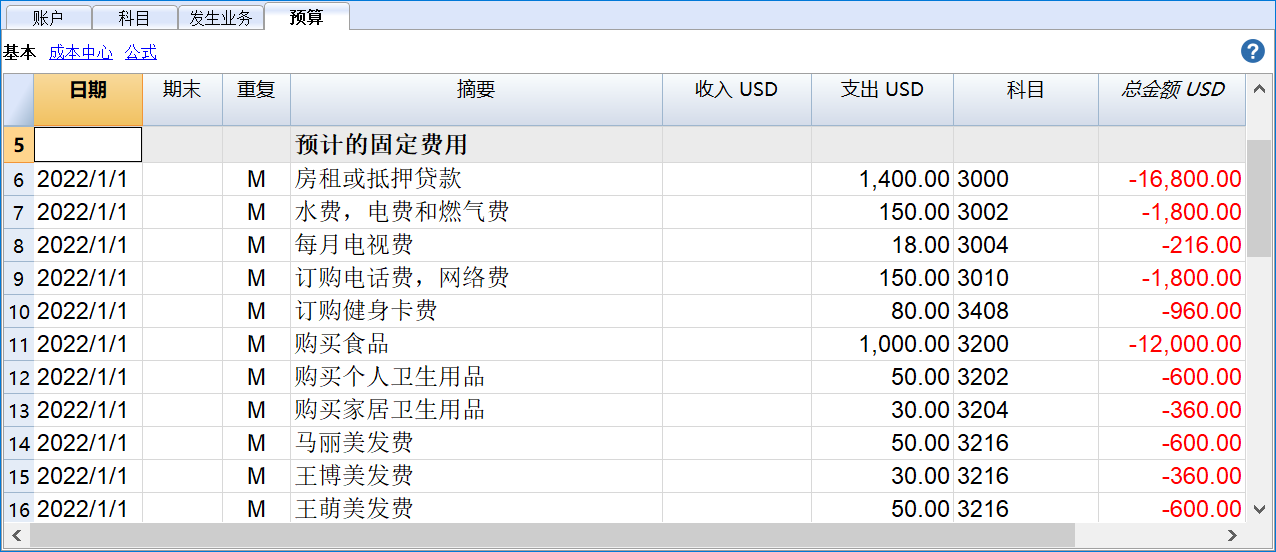 账户 科目 发生业务 预算
基本 成本中心 公式 ?
日期 期末 重复 摘要 收入 USD 支出 USD 科目 总金额 USD
5 预计的固定费用
6 2022/1/1 M 房租或抵押贷款 1,400.00 3000 -16,800.00
7 2022/1/1 M 水费，电费和燃气费 150.00 3002 -1,800.00
8 2022/1/1 M 每月电视费 18.00 3004 -216.00
9 2022/1/1 M 订购电话费，网络费 150.00 3010 -1,800.00
10 2022/1/1 M 订购健身卡费 80.00 3408 -960.00
11 2022/1/1 M 购买食品 1,000.00 3200 -12,000.00
12 2022/1/1 M 购买个人卫生用品 50.00 3202 -600.00
13 2022/1/1 M 购买家居卫生用品 30.00 3204 -360.00
14 2022/1/1 M 马丽美发费 50.00 3216 -600.00
15 2022/1/1 M 王博美发费 30.00 3216 -360.00
16 2022/1/1 M 王萌美发费 50.00 3216 -600.00